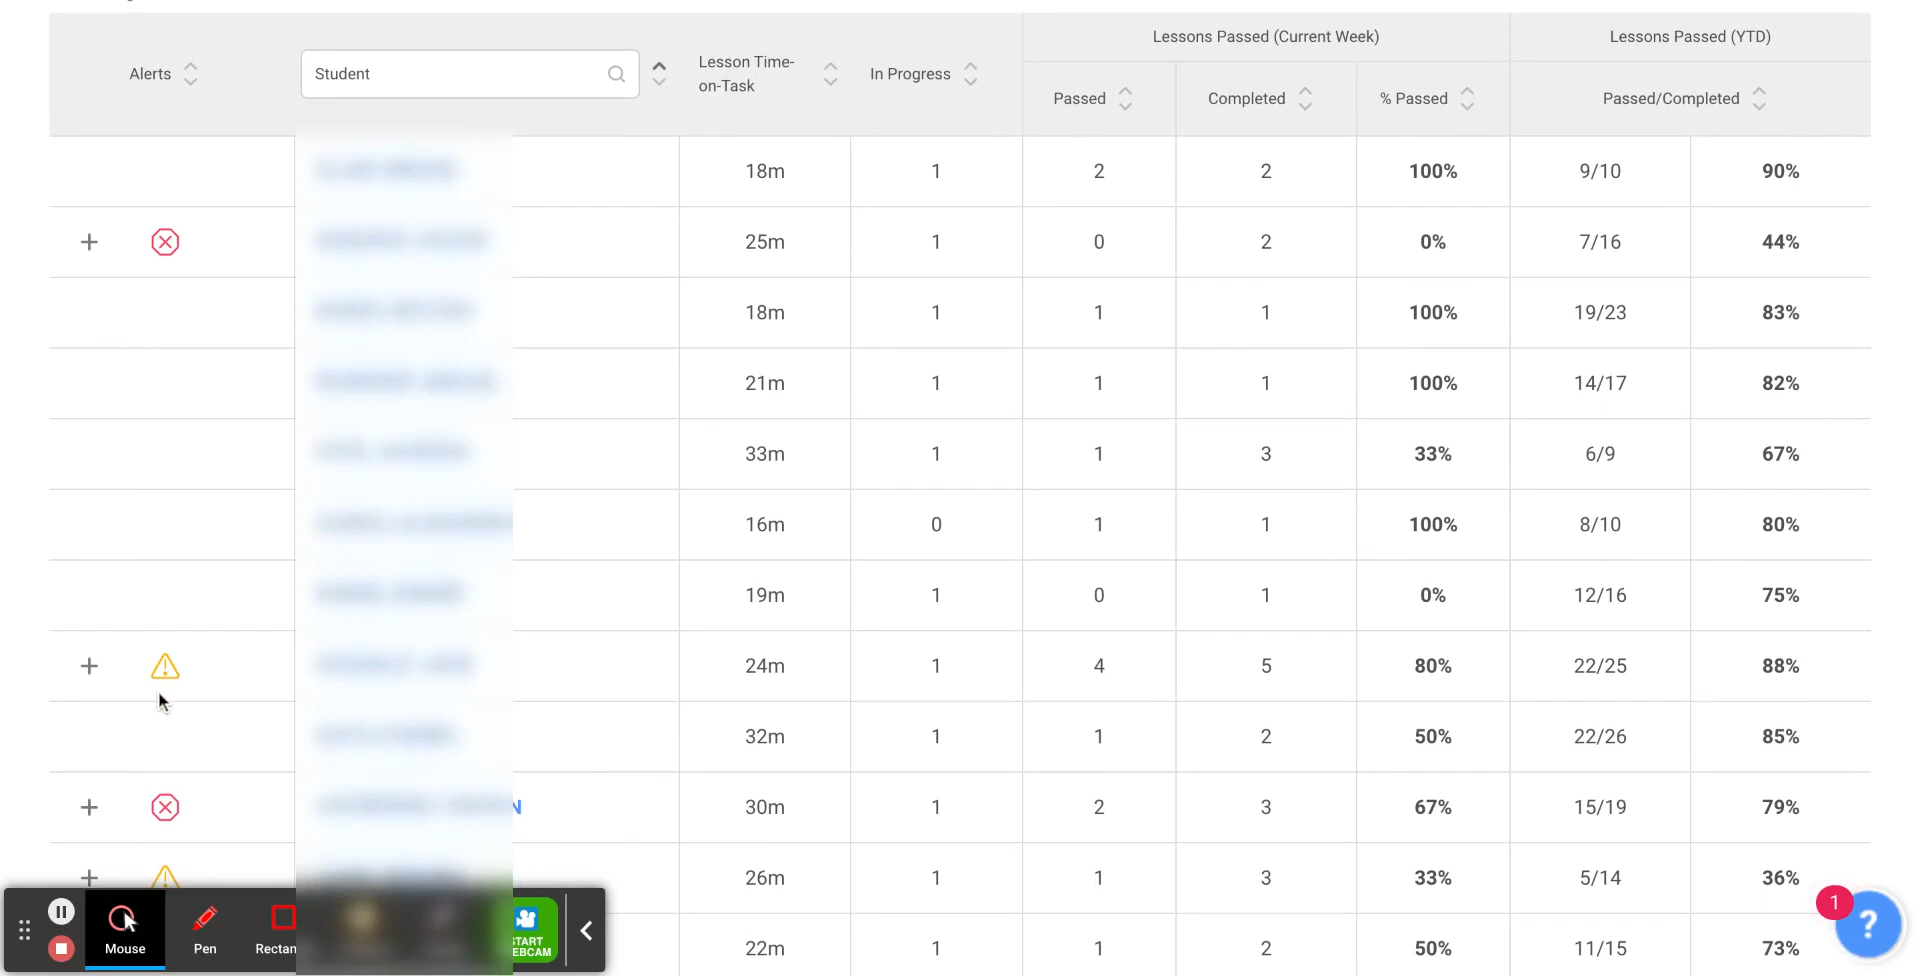 Lessons Passed (Current Week) Lessons Passed (YTD)
Alerts Student Lesson Time-on-Task In Progress Passed Completed % Passed Passed/Completed
18m 1 2 2 100% 9/10 90%
+ 25m 1 0 2 0% 7/16 44%
18m 1 1 1 100% 19/23 83%
21m 1 1 1 100% 14/17 82%
33m 1 1 3 33% 6/9 67%
16m 0 1 1 100% 8/10 80%
19m 1 0 1 0% 12/16 75%
+ 24m 1 4 5 80% 22/25 88%
32m 1 1 2 50% 22/26 85%
+ N 30m 1 2 3 67% 15/19 79%
+ 26m 1 1 3 33% 5/14 36%
22m 1 1 2 50% 11/15 73%
Mouse Pen Rectan START
EBCAM
1
?